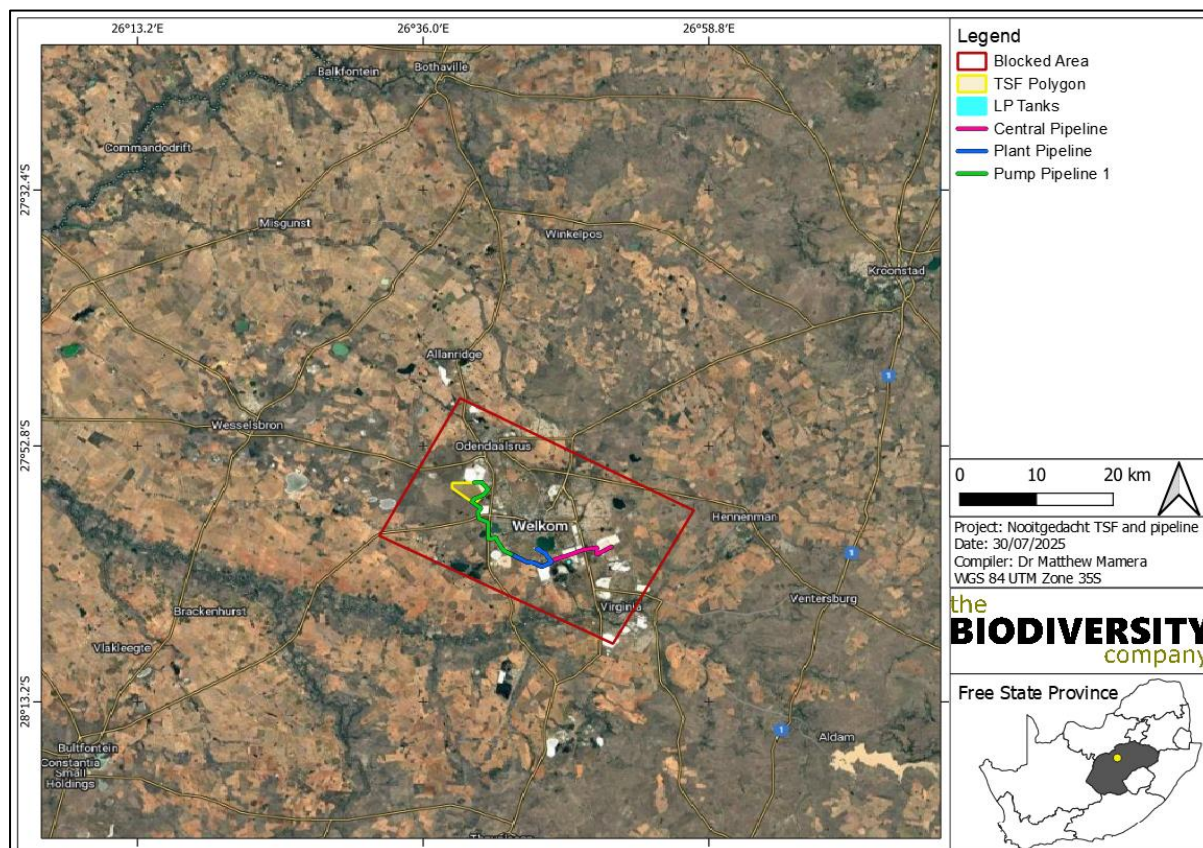 26°13.2'E
26°36.0'E
26°58.8'E
27°32.4'S
27°52.8'S
28°13.2'S
Balkfontein
Bothaville
Commandodrift
Misgunst
Winkelpos
Kroonstad
Allanridge
1
Wesselsbron
Odendaalsrus
Welkom
Hennenman
1
Brackenhurst
Virginia
Ventersburg
Vlakleegte
1
Aldam
Bultfontein
Constantia
Small
Holdings
Legend
Blocked Area
TSF Polygon
LP Tanks
Central Pipeline
Plant Pipeline
Pump Pipeline 1
0 10 20 km
Project: Nooitgedacht TSF and pipeline
Date: 30/07/2025
Compiler: Dr Matthew Mamera
WGS 84 UTM Zone 35S
the
BIODIVERSITY
company
Free State Province